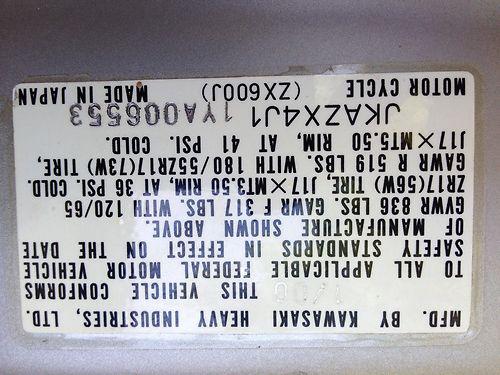 MFD. BY KAWASAKI HEAVY INDUSTRIES, LTD.
1/00 THIS VEHICLE CONFORMS
TO ALL APPLICABLE FEDERAL MOTOR VEHICLE
SAFETY STANDARDS IN EFFECT ON THE DATE
OF MANUFACTURE SHOWN ABOVE.
GVWR 836 LBS. GAWR F 317 LBS. WITH 120/65
ZR17(56W) TIRE, J17×MT3.50 RIM, AT 36 PSI. COLD.
GAWR R 519 LBS. WITH 180/55ZR17(73W) TIRE,
J17×MT5.50 RIM, AT 41 PSI. COLD.
JKAZX4J1 1YA006553
MOTOR CYCLE (ZX600J) MADE IN JAPAN